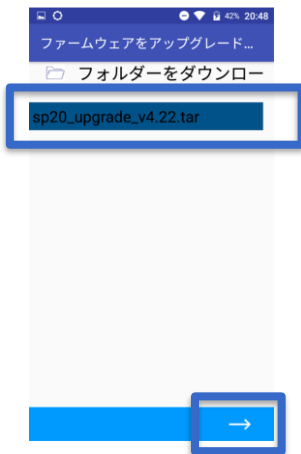 42% 20:48
ファームウェアをアップグレード...
フォルダーをダウンロー
sp20_upgrade_v4.22.tar
→